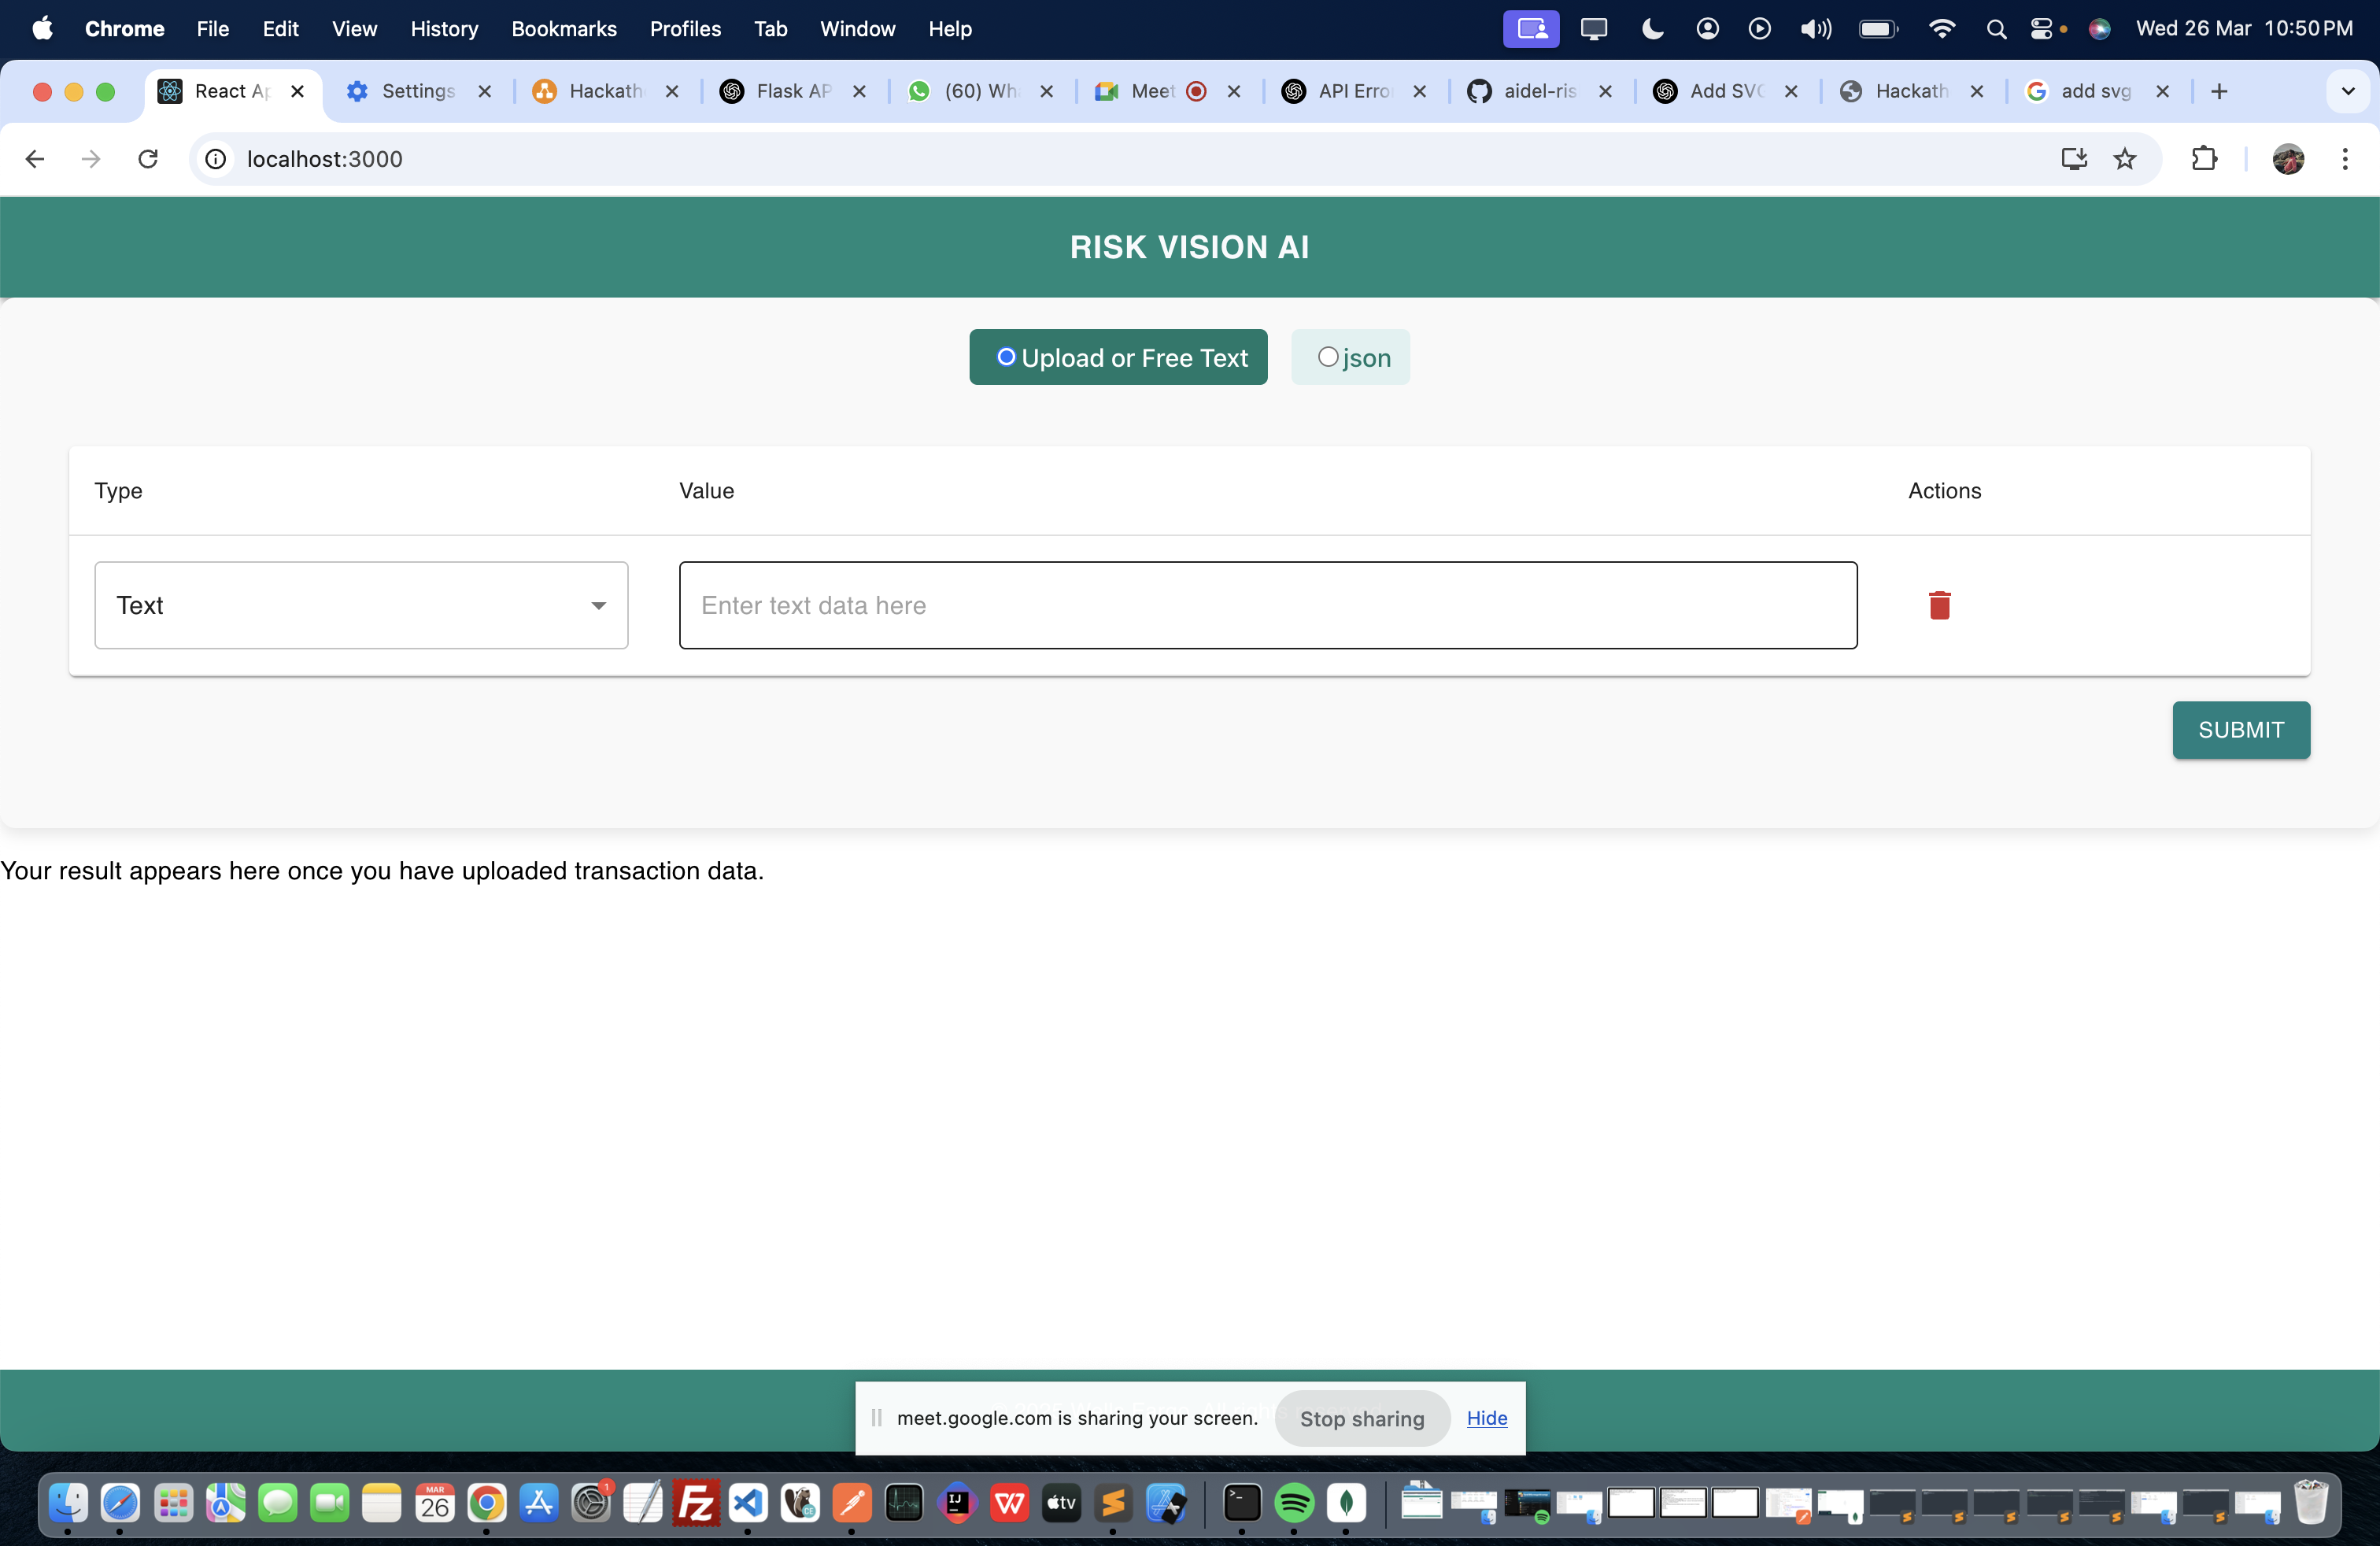 Chrome File Edit View History Bookmarks Profiles Tab Window Help Wed 26 Mar 10:50 PM
React Ap Settings Hackath Flask AP (60) Wh Meet API Erro aidel-ris Add SVG Hackath add svg
localhost:3000
RISK VISION AI
Upload or Free Text json
Type Value Actions
Text Enter text data here
SUBMIT
Your result appears here once you have uploaded transaction data.
meet.google.com is sharing your screen. Stop sharing Hide
1
MAR
26
tv